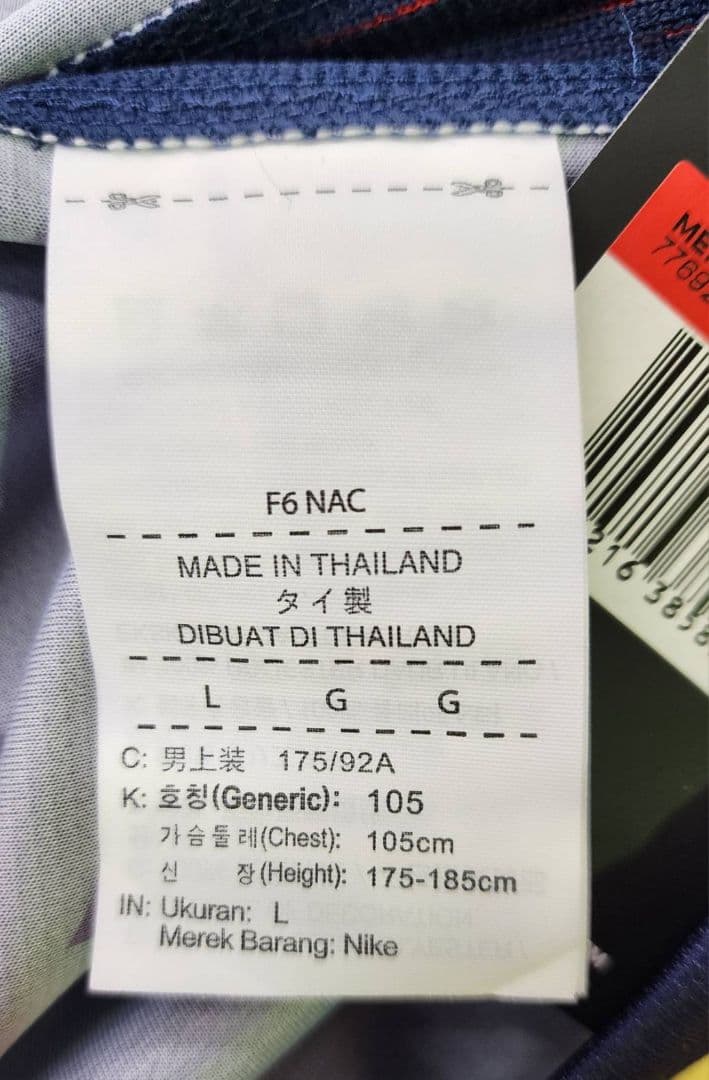 F6 NAC
MADE IN THAILAND
タイ製
DIBUAT DI THAILAND
L G G
C: 男上装 175/92A
K: 호칭(Generic): 105
가슴둘레(Chest): 105cm
신 장(Height): 175-185cm
IN: Ukuran: L
Merek Barang: Nike